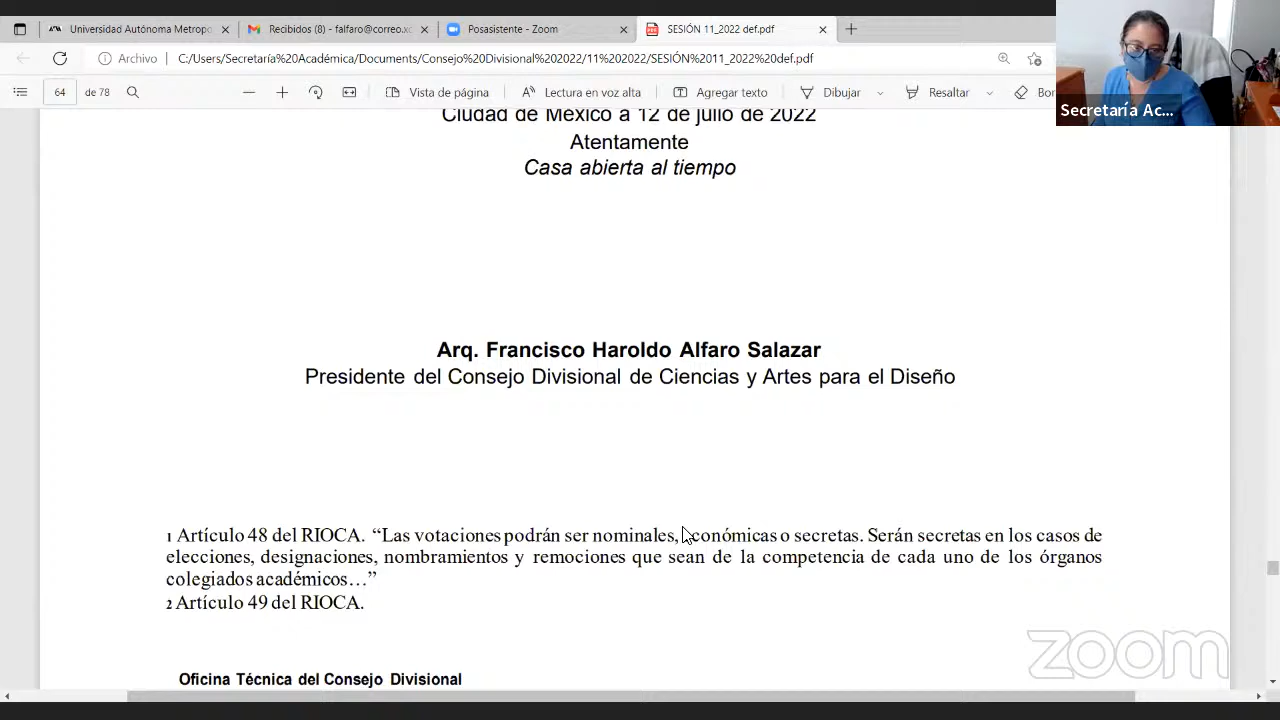 Universidad Autónoma Metropo
Recibidos (8) - falfaro@correo.xo
Posasistente - Zoom
SESIÓN 11_2022 def.pdf
Archivo
C:/Users/Secretaría%20Académica/Documents/Consejo%20Divisional%202022/11%202022/SESIÓN%2011_2022%20def.pdf
64 de 78
Vista de página
Lectura en voz alta
Agregar texto
Dibujar
Resaltar
Secretaría Ac...
Ciudad de México a 12 de julio de 2022
Atentamente
Casa abierta al tiempo
Arq. Francisco Haroldo Alfaro Salazar
Presidente del Consejo Divisional de Ciencias y Artes para el Diseño
1 Artículo 48 del RIOCA. “Las votaciones podrán ser nominales, económicas o secretas. Serán secretas en los casos de
elecciones, designaciones, nombramientos y remociones que sean de la competencia de cada uno de los órganos
colegiados académicos…”
2 Artículo 49 del RIOCA.
zoom
Oficina Técnica del Consejo Divisional